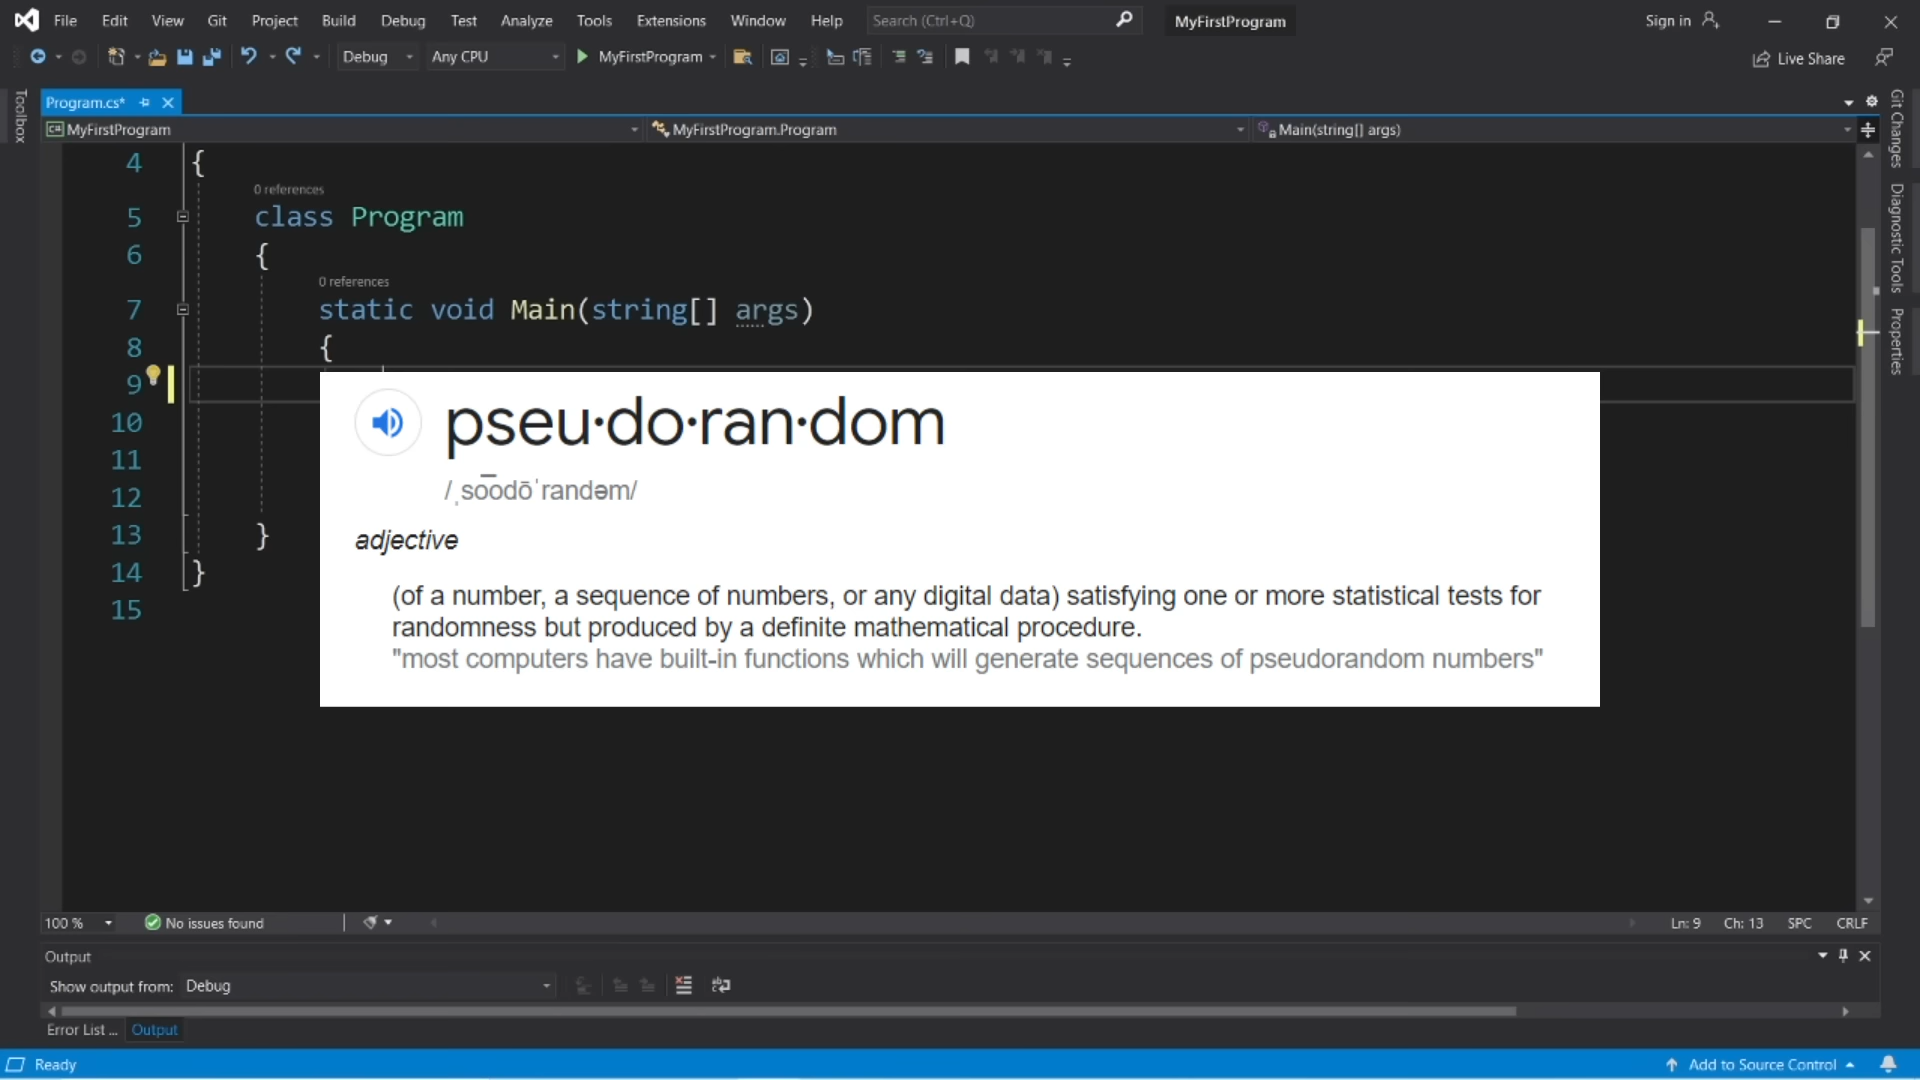 File Edit View Git Project Build Debug Test Analyze Tools Extensions Window Help Search (Ctrl+Q) MyFirstProgram Sign in
Debug Any CPU MyFirstProgram Live Share
Toolbox
Program.cs*
MyFirstProgram MyFirstProgram.Program Main(string[] args)
Git Changes
Diagnostic Tools
Properties
4 {
0 references
5 class Program
6 {
0 references
7 static void Main(string[] args)
8 {
9
10
11
12
13 }
14 }
15
pseu·do·ran·dom
/ˌso͞odōˈrandəm/
adjective
(of a number, a sequence of numbers, or any digital data) satisfying one or more statistical tests for
randomness but produced by a definite mathematical procedure.
"most computers have built-in functions which will generate sequences of pseudorandom numbers"
100 % No issues found Ln: 9 Ch: 13 SPC CRLF
Output
Show output from: Debug
Error List ... Output
Ready Add to Source Control